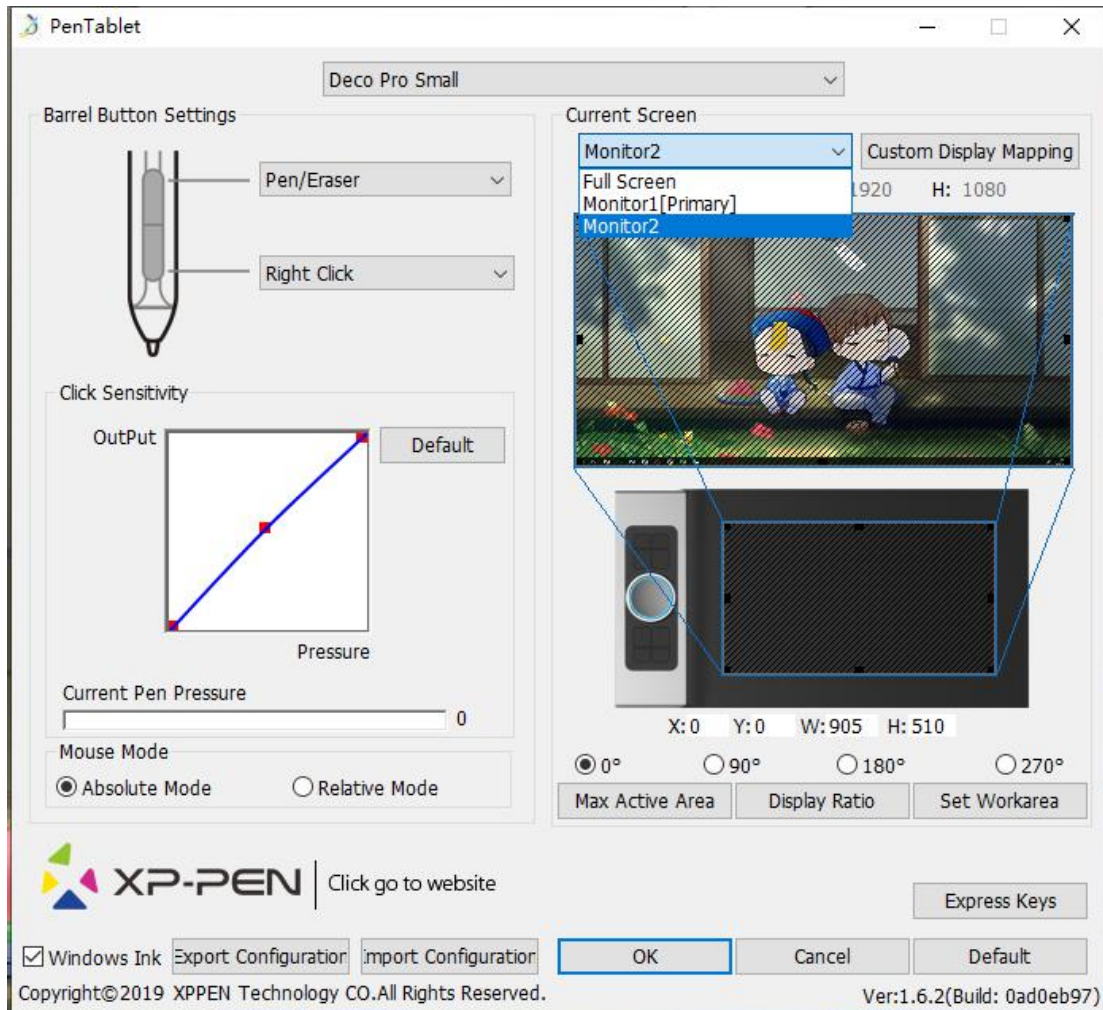 PenTablet
Deco Pro Small
Barrel Button Settings
Pen/Eraser
Right Click
Click Sensitivity
OutPut
Default
Pressure
Current Pen Pressure
0
Mouse Mode
Absolute Mode
Relative Mode
Current Screen
Monitor2
Custom Display Mapping
Full Screen
1920 H: 1080
Monitor1[Primary]
Monitor2
X:0 Y:0 W:905 H:510
0° 90° 180° 270°
Max Active Area Display Ratio Set Workarea
XP-PEN
Click go to website
Express Keys
Windows Ink Export Configuration Import Configuration OK Cancel Default
Copyright©2019 XPPEN Technology CO.All Rights Reserved.
Ver:1.6.2(Build: 0ad0eb97)